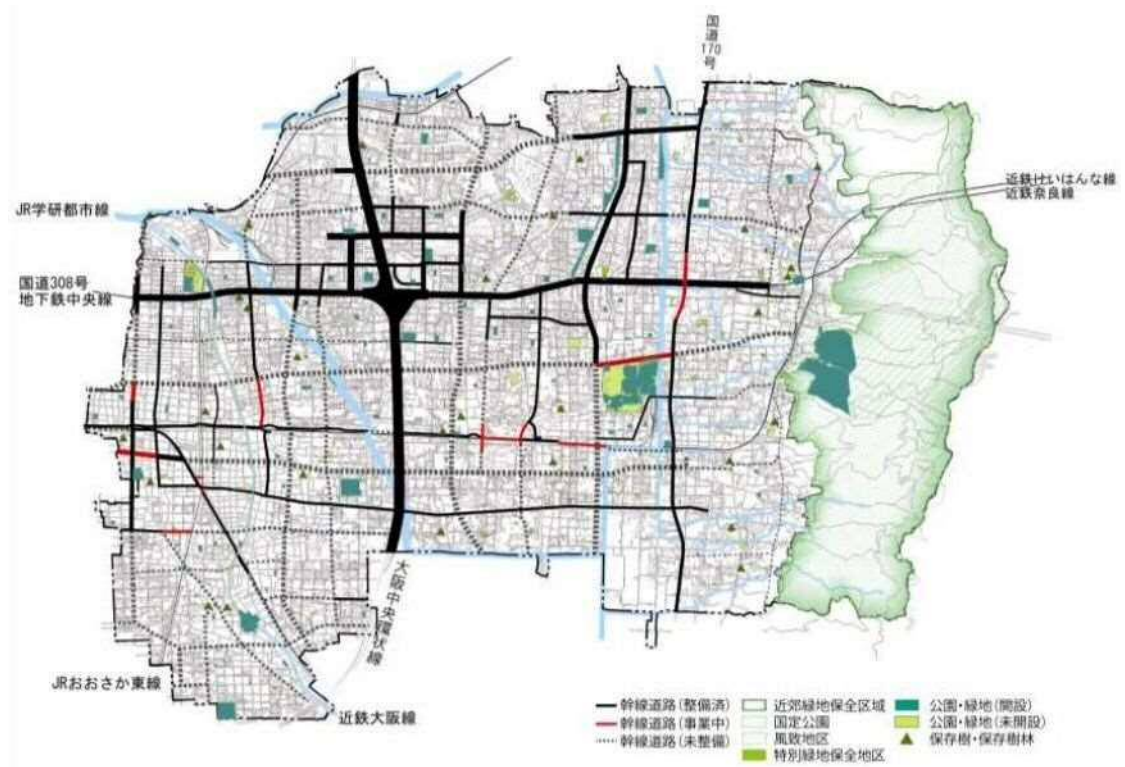 国道170号
近鉄けいはんな線
近鉄奈良線
JR学研都市線
国道308号
地下鉄中央線
大阪中央環状線
JRおおさか東線
近鉄大阪線
幹線道路(整備済)
幹線道路(事業中)
幹線道路(未整備)
近郊緑地保全区域
国定公園
風致地区
特別緑地保全地区
公園・緑地(開設)
公園・緑地(未開設)
保存樹・保存樹林